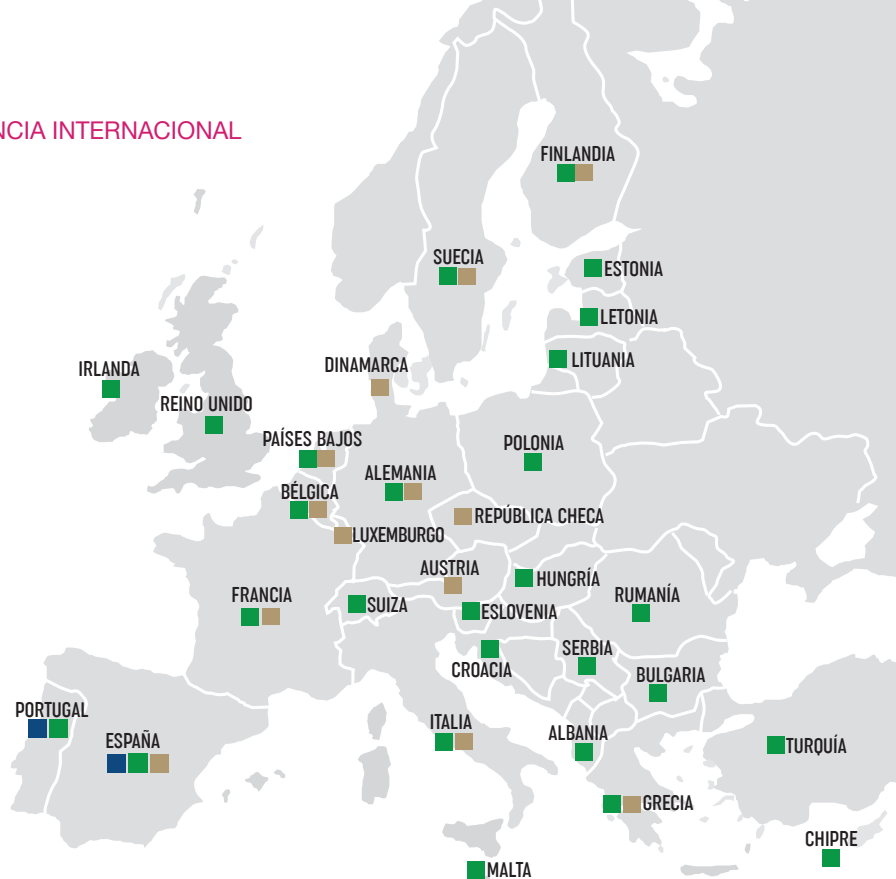 NCIA INTERNACIONAL
FINLANDIA
SUECIA
ESTONIA
LETONIA
LITUANIA
DINAMARCA
IRLANDA
REINO UNIDO
PAÍSES BAJOS
POLONIA
ALEMANIA
BÉLGICA
REPÚBLICA CHECA
LUXEMBURGO
AUSTRIA
HUNGRÍA
FRANCIA
SUIZA
ESLOVENIA
RUMANÍA
SERBIA
CROACIA
BULGARIA
PORTUGAL
ESPAÑA
ITALIA
ALBANIA
TURQUÍA
GRECIA
CHIPRE
MALTA